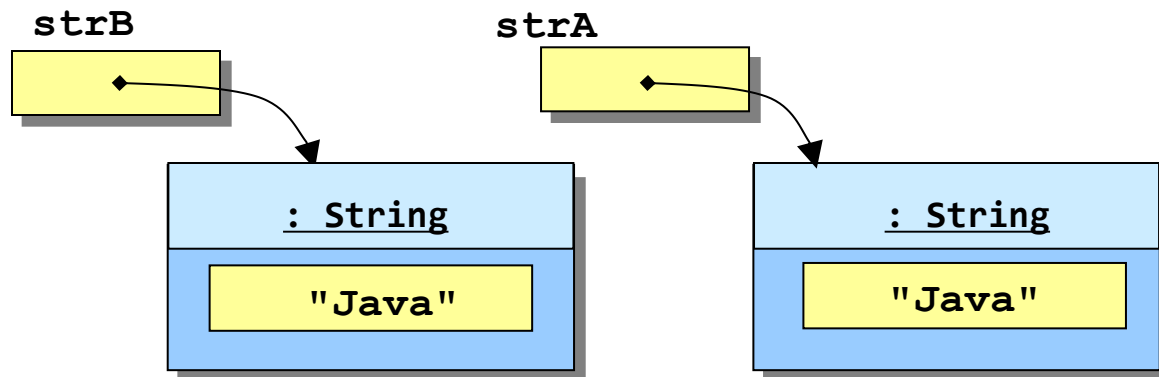 strB
strA
: String
: String
"Java"
"Java"